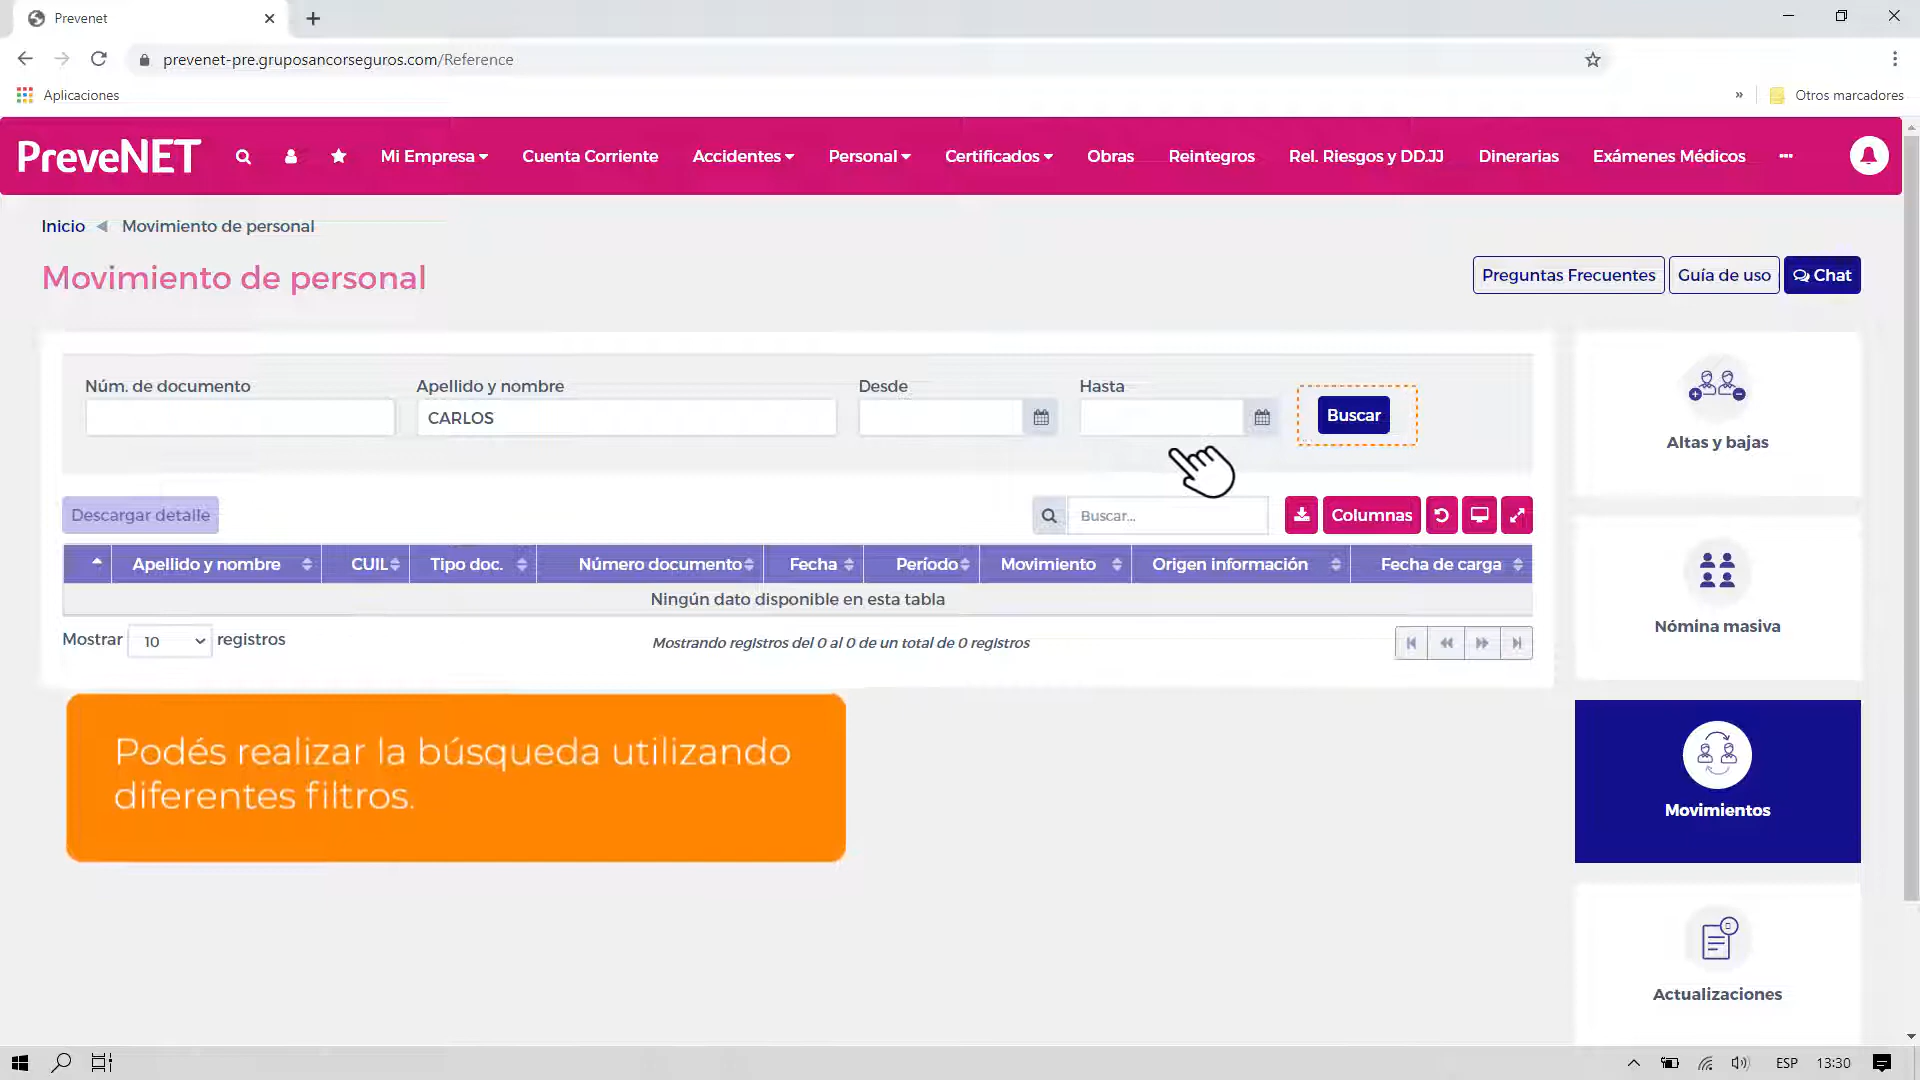 Prevenet
prevenet-pre.gruposancorseguros.com/Reference
Aplicaciones
» Otros marcadores
PreveNET Mi Empresa Cuenta Corriente Accidentes Personal Certificados Obras Reintegros Rel. Riesgos y DD.JJ Dinerarias Exámenes Médicos ...
Inicio Movimiento de personal
Movimiento de personal
Preguntas Frecuentes Guía de uso Chat
Núm. de documento Apellido y nombre Desde Hasta
CARLOS Buscar
Altas y bajas
Descargar detalle Buscar... Columnas
Apellido y nombre CUIL Tipo doc. Número documento Fecha Período Movimiento Origen información Fecha de carga
Ningún dato disponible en esta tabla
Mostrar 10 registros Mostrando registros del 0 al 0 de un total de 0 registros
Nómina masiva
Podés realizar la búsqueda utilizando
diferentes filtros.
Movimientos
Actualizaciones
ESP 13:30